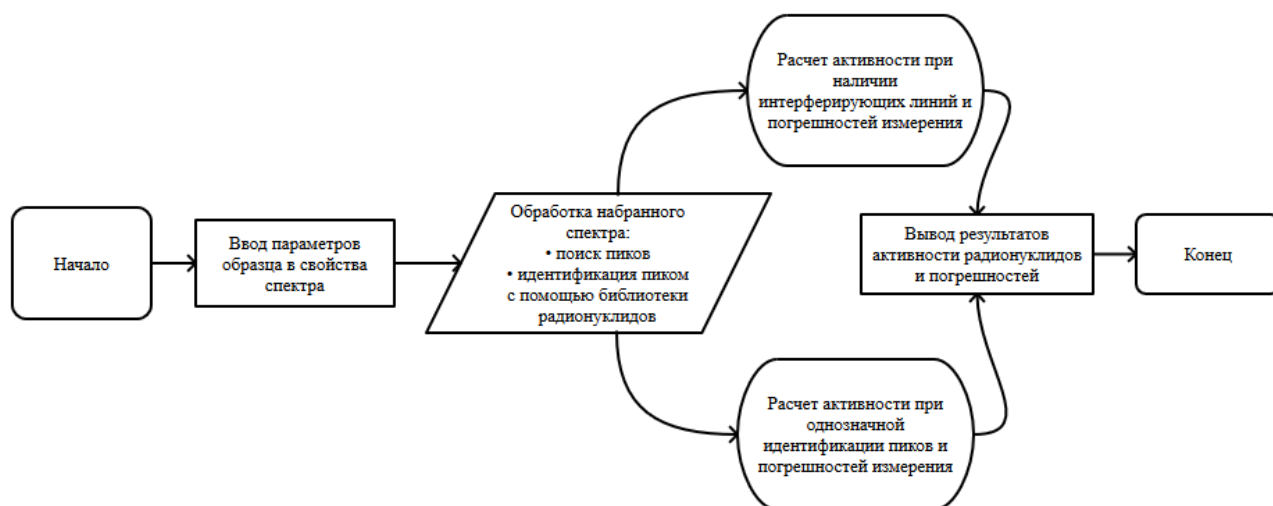 Начало
Ввод параметров
образца в свойства
спектра
Обработка набранного
спектра:
• поиск пиков
• идентификация пиком
с помощью библиотеки
радионуклидов
Расчет активности при
наличии
интерферирующих линий и
погрешностей измерения
Расчет активности при
однозначной
идентификации пиков и
погрешностей измерения
Вывод результатов
активности радионуклидов
и погрешностей
Конец